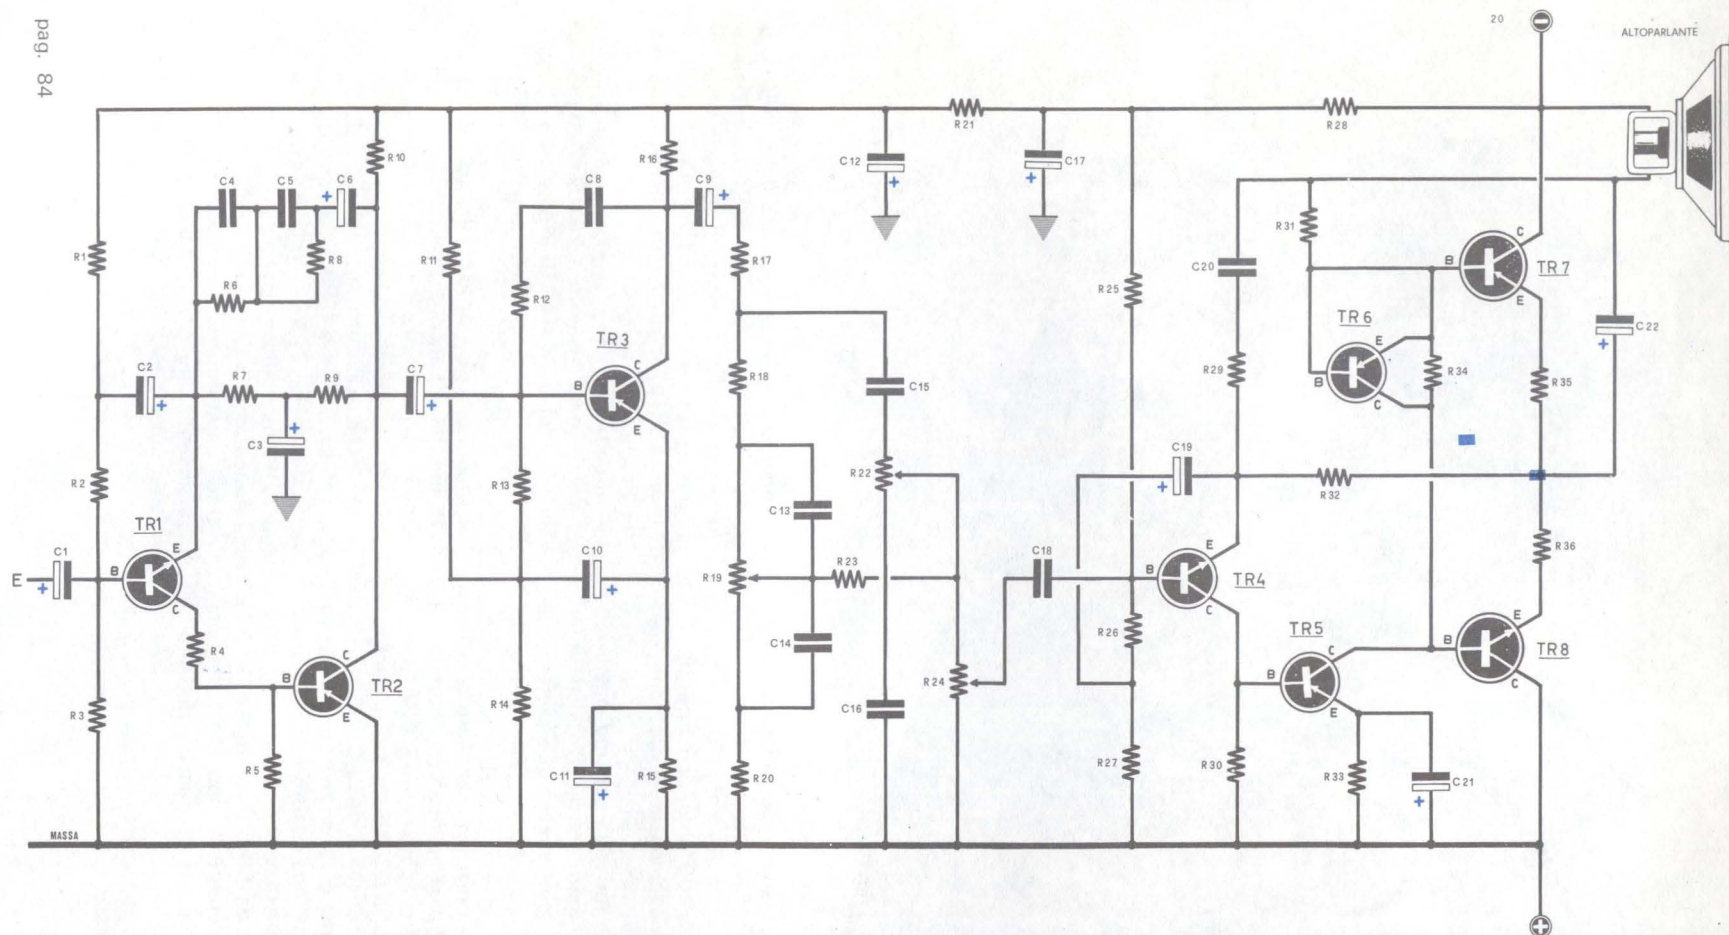 pag. 84
20
ALTOPARLANTE
R21
R28
R10
R16
C12
C17
C4
C5
C6
C8
C9
R31
C
B
TR7
E
R1
R8
R11
R17
C20
R6
R12
R25
TR6
E
B
C
C22
TR3
C
B
E
C2
R7
R9
C7
R18
C15
R29
R34
R35
C3
C19
R2
R13
R22
R32
TR1
E
B
C
C13
C1
E
C10
R19
R23
C18
B
E
C
TR4
R36
R4
C14
R26
TR5
C
B
E
E
B
C
TR8
TR2
C
B
E
R3
R14
R24
C16
R5
C11
R15
R20
R27
R30
R33
C21
MASSA